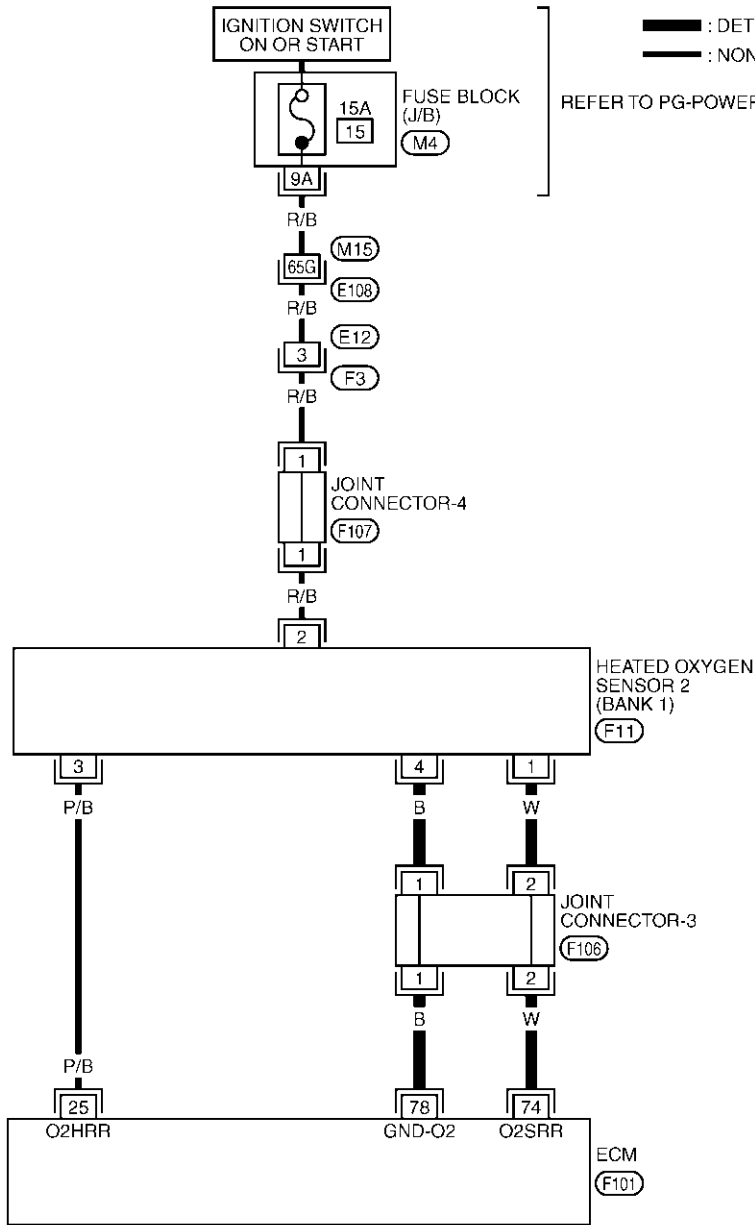 IGNITION SWITCH
ON OR START
: DET
: NON
FUSE BLOCK
(J/B)
15A
15
M4
REFER TO PG-POWER
9A
R/B
M15
65G
E108
R/B
E12
3
F3
R/B
1
JOINT
CONNECTOR-4
F107
1
R/B
2
HEATED OXYGEN
SENSOR 2
(BANK 1)
F11
3 4 1
P/B B W
1 2
JOINT
CONNECTOR-3
F106
1 2
B W
P/B
25 78 74
O2HRR GND-O2 O2SRR
ECM
F101